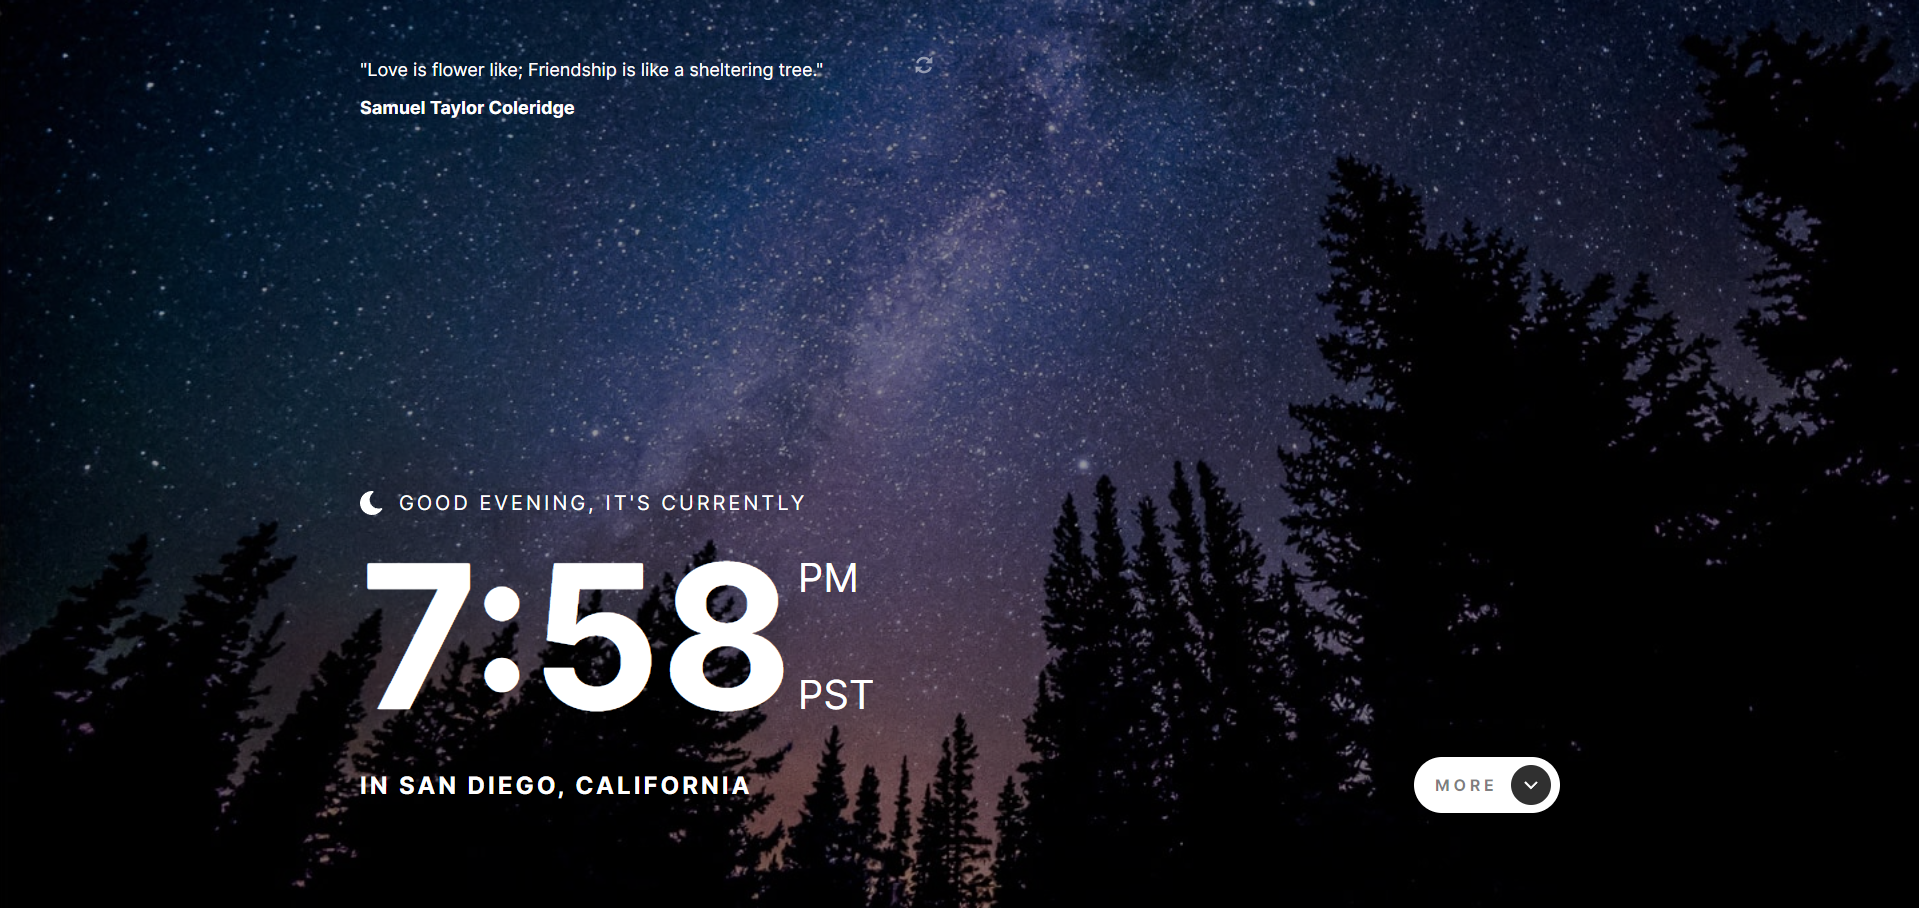 "Love is flower like; Friendship is like a sheltering tree."
Samuel Taylor Coleridge
GOOD EVENING, IT'S CURRENTLY
7:58 PM
PST
IN SAN DIEGO, CALIFORNIA
MORE